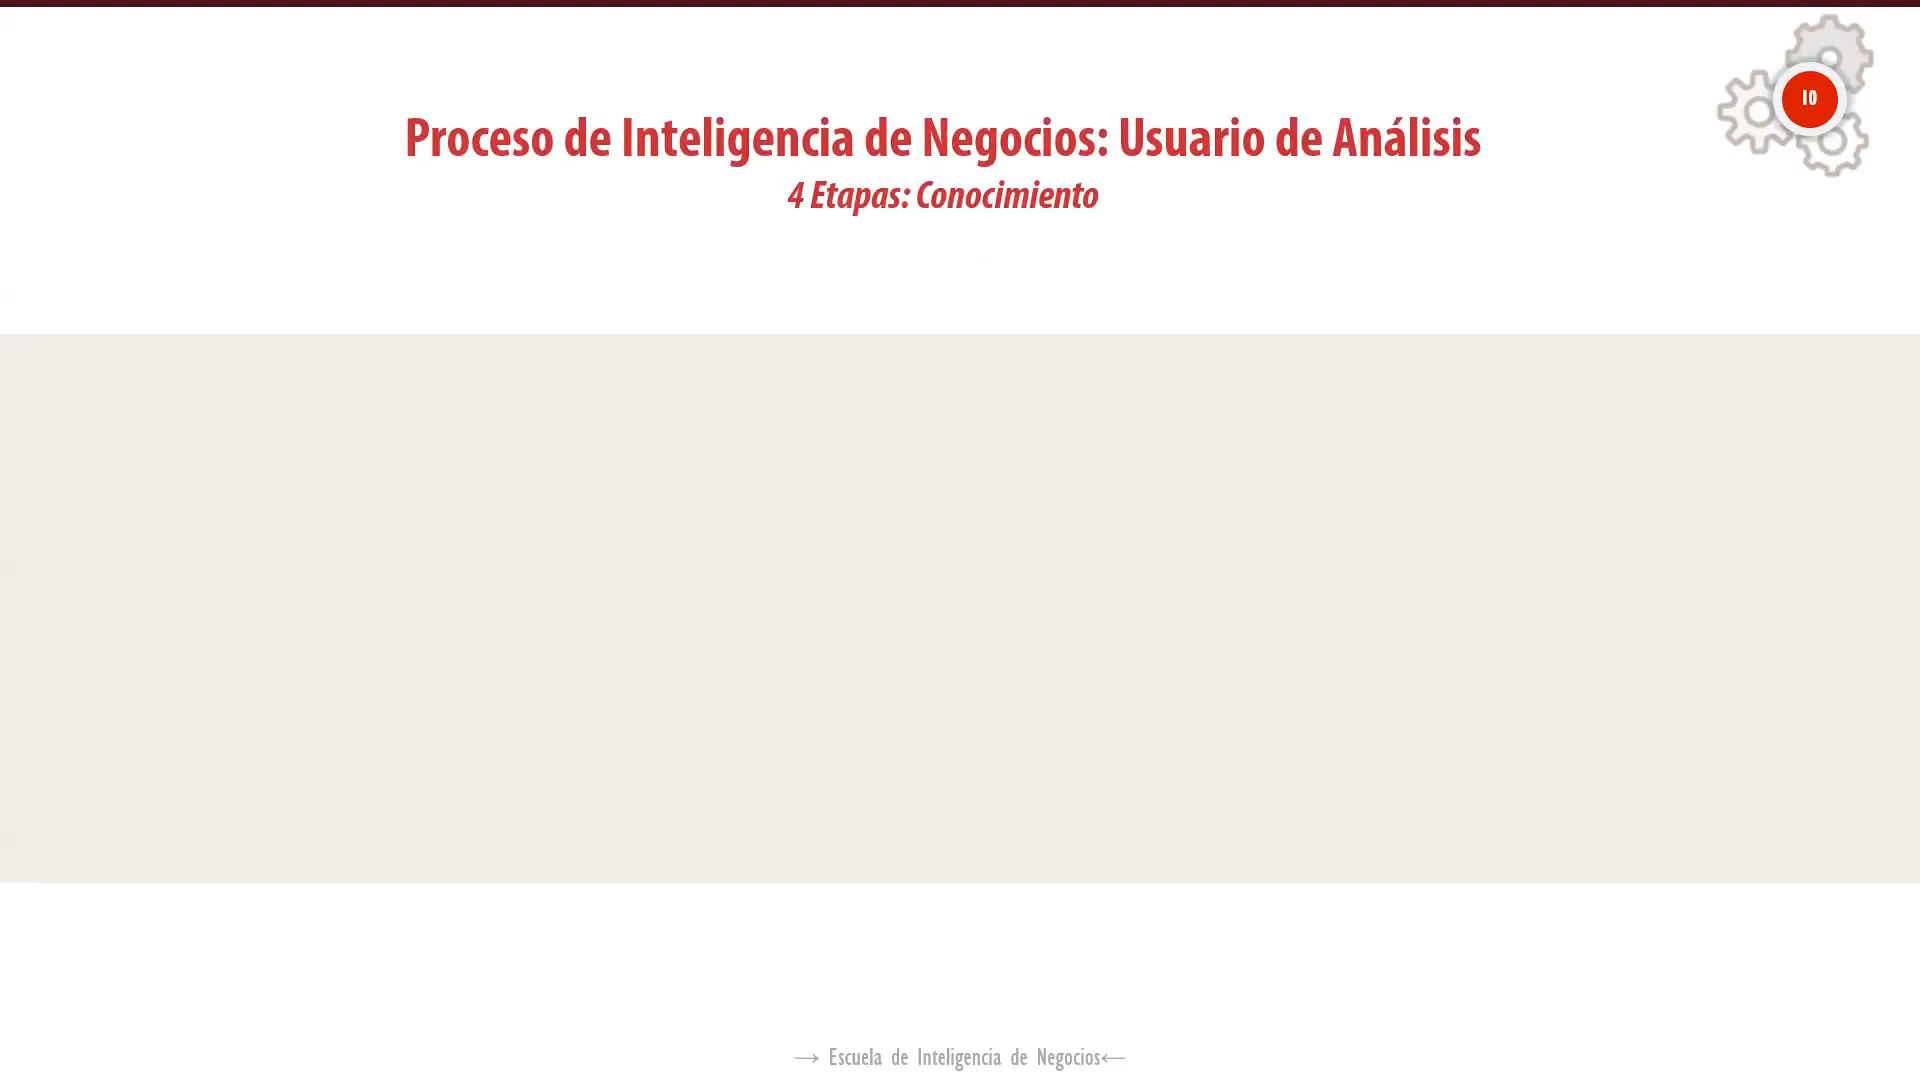 10
Proceso de Inteligencia de Negocios: Usuario de Análisis
4 Etapas: Conocimiento
→ Escuela de Inteligencia de Negocios←